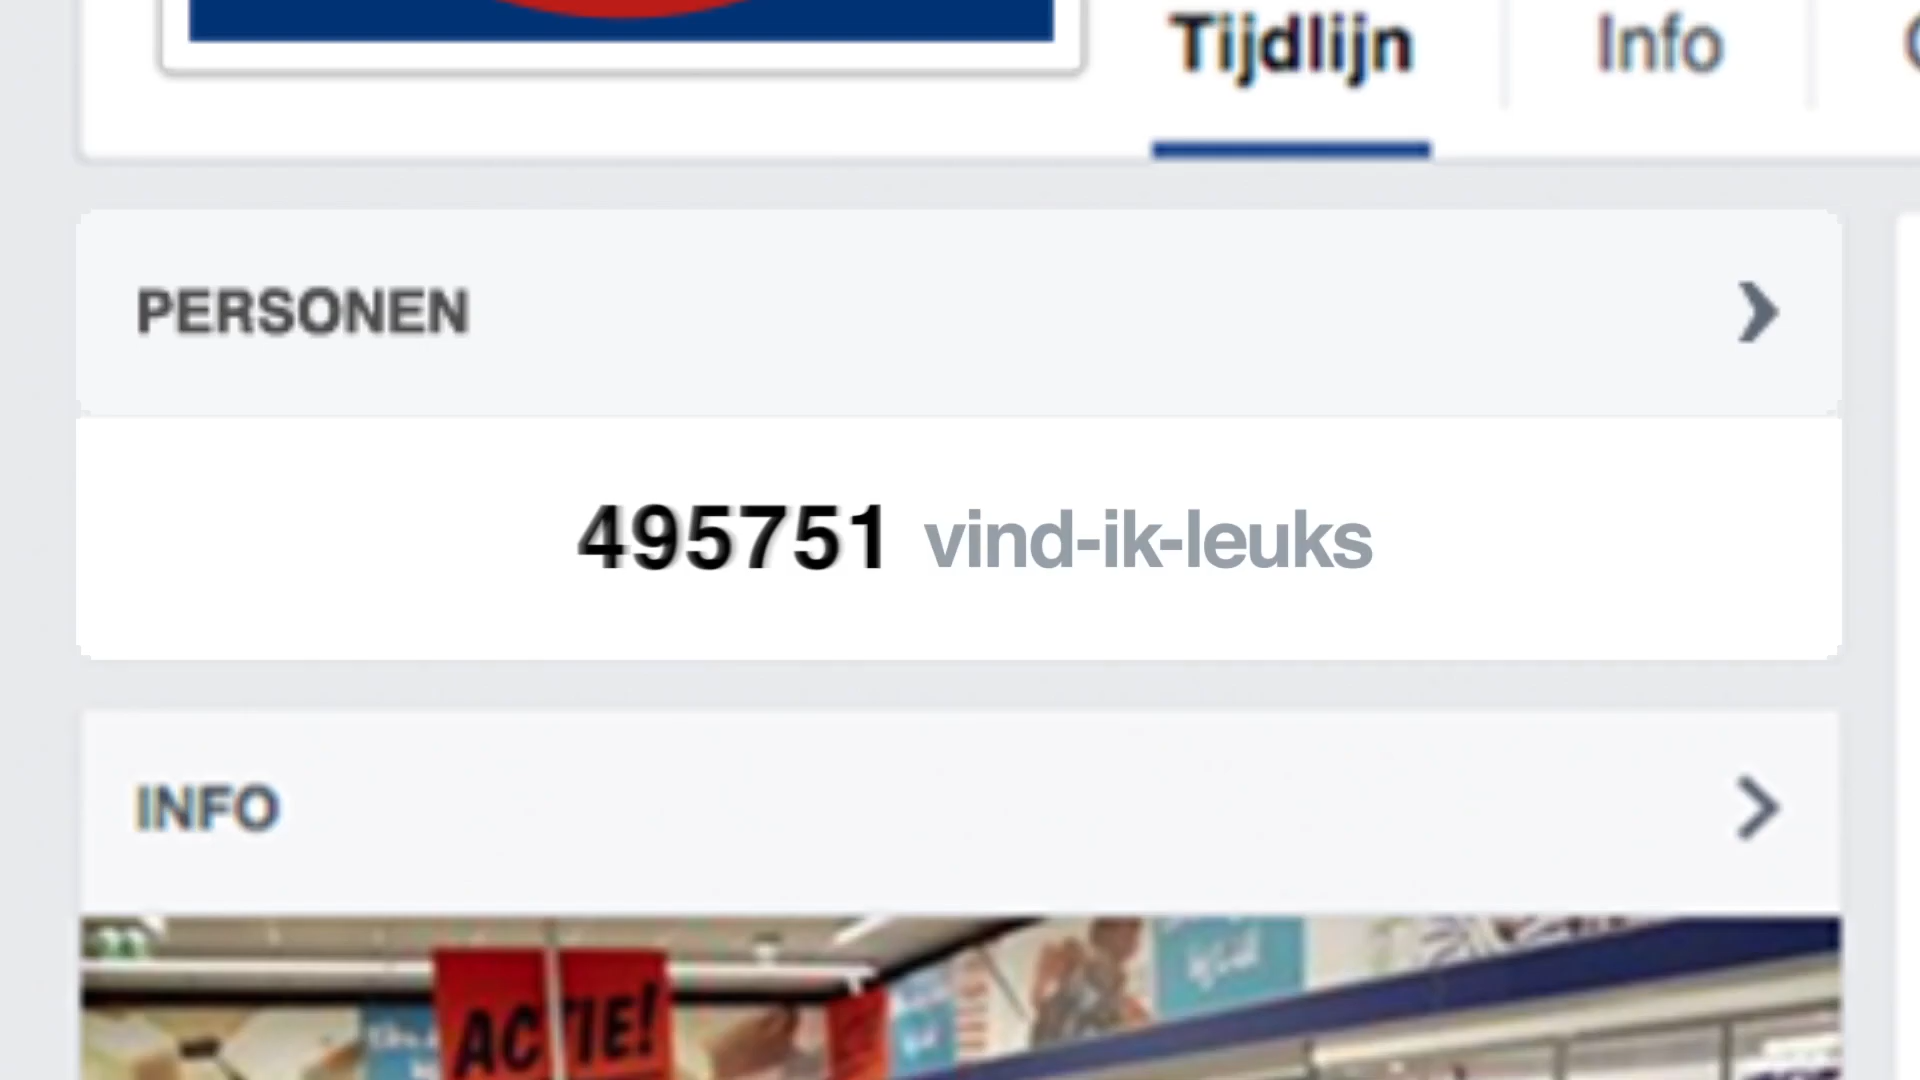 Tijdlijn Info
PERSONEN
495751 vind-ik-leuks
INFO
ACTIE!